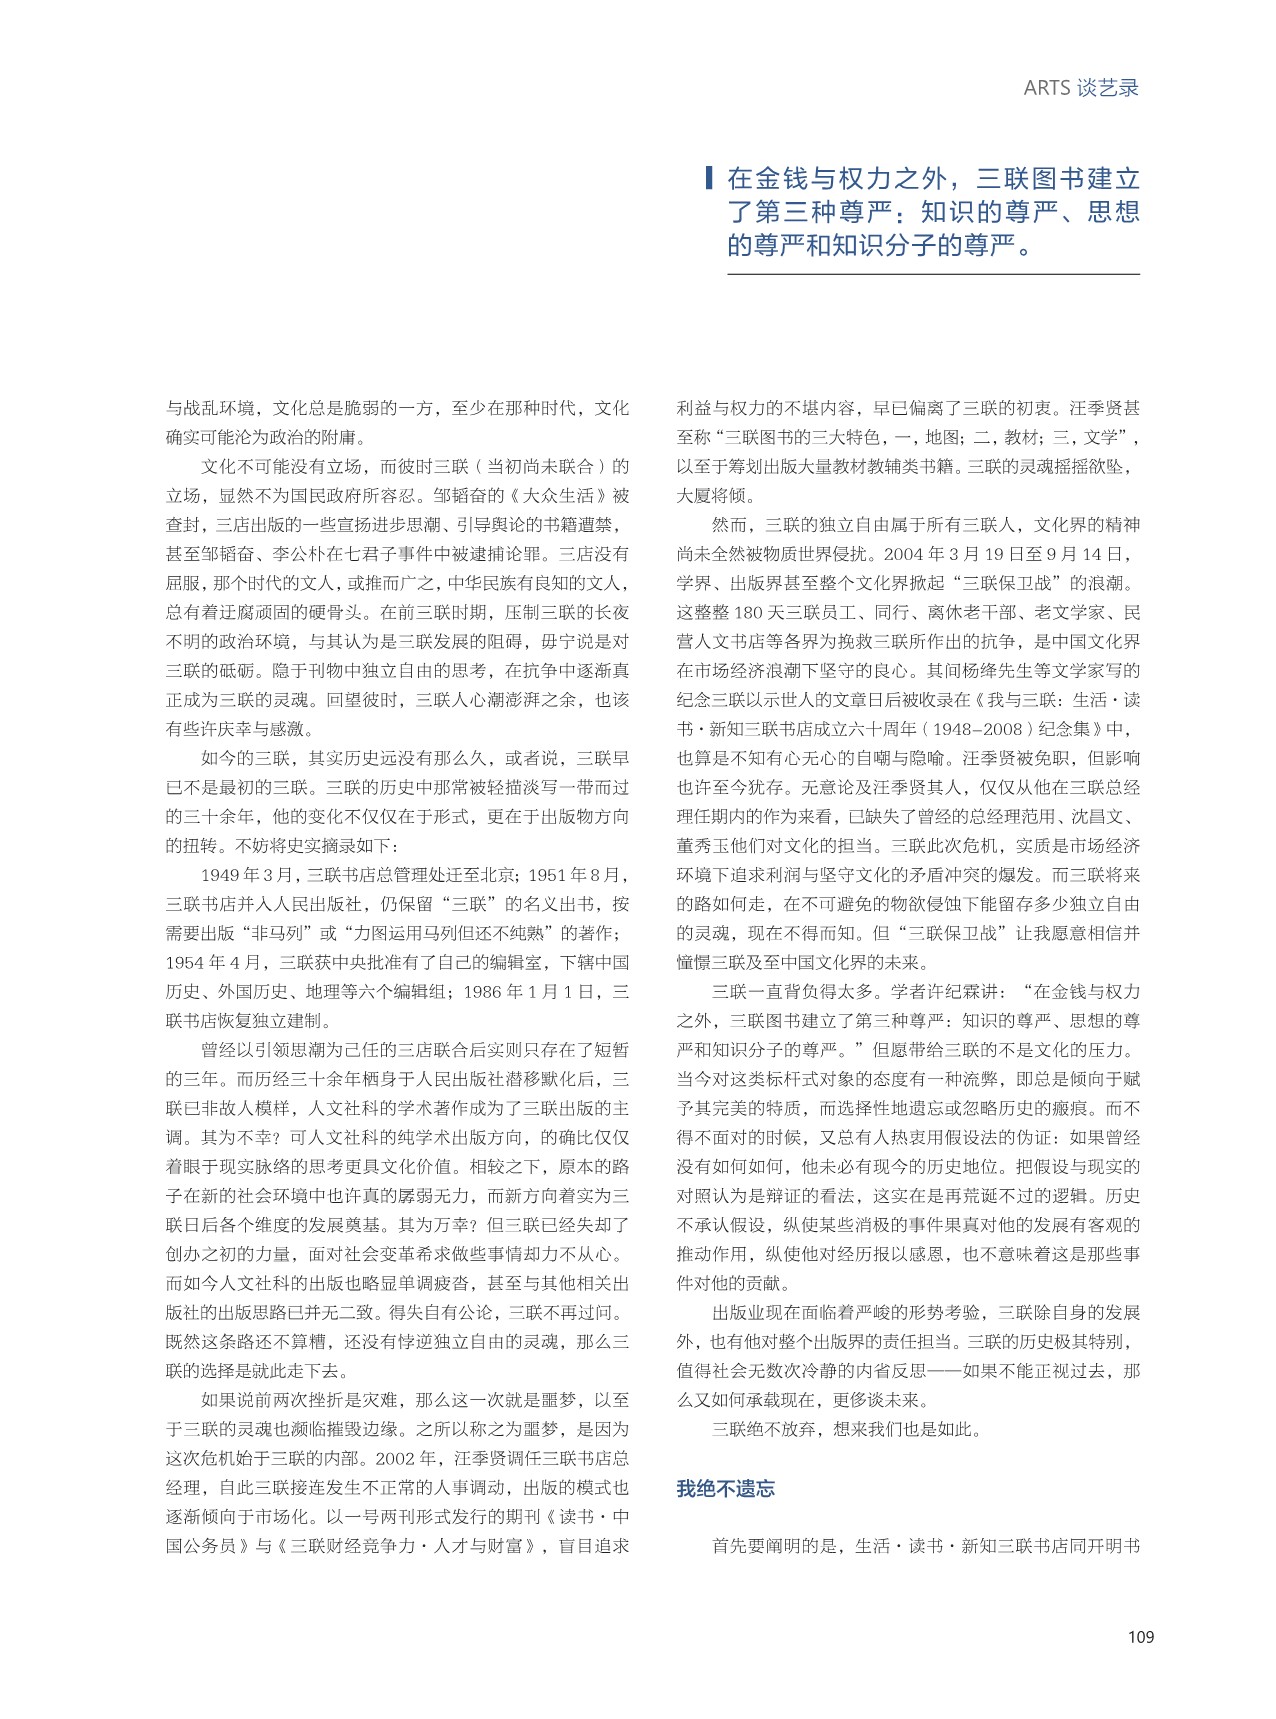 ARTS 谈艺录
在金钱与权力之外，三联图书建立
了第三种尊严：知识的尊严、思想
的尊严和知识分子的尊严。
与战乱环境，文化总是脆弱的一方，至少在那种时代，文化
确实可能沦为政治的附庸。
文化不可能没有立场，而彼时三联（当初尚未联合）的
立场，显然不为国民政府所容忍。邹韬奋的《大众生活》被
查封，三店出版的一些宣扬进步思潮、引导舆论的书籍遭禁，
甚至邹韬奋、李公朴在七君子事件中被逮捕论罪。三店没有
屈服，那个时代的文人，或推而广之，中华民族有良知的文人，
总有着迂腐顽固的硬骨头。在前三联时期，压制三联的长夜
不明的政治环境，与其认为是三联发展的阻碍，毋宁说是对
三联的砥砺。隐于刊物中独立自由的思考，在抗争中逐渐真
正成为三联的灵魂。回望彼时，三联人心潮澎湃之余，也该
有些许庆幸与感激。
如今的三联，其实历史远没有那么久，或者说，三联早
已不是最初的三联。三联的历史中那常被轻描淡写一带而过
的三十余年，他的变化不仅仅在于形式，更在于出版物方向
的扭转。不妨将史实摘录如下：
1949 年 3 月，三联书店总管理处迁至北京；1951 年 8 月，
三联书店并入人民出版社，仍保留“三联”的名义出书，按
需要出版“非马列”或“力图运用马列但还不纯熟”的著作；
1954 年 4 月，三联获中央批准有了自己的编辑室，下辖中国
历史、外国历史、地理等六个编辑组；1986 年 1 月 1 日，三
联书店恢复独立建制。
曾经以引领思潮为己任的三店联合后实则只存在了短暂
的三年。而历经三十余年栖身于人民出版社潜移默化后，三
联已非故人模样，人文社科的学术著作成为了三联出版的主
调。其为不幸？可人文社科的纯学术出版方向，的确比仅仅
着眼于现实脉络的思考更具文化价值。相较之下，原本的路
子在新的社会环境中也许真的孱弱无力，而新方向着实为三
联日后各个维度的发展奠基。其为万幸？但三联已经失却了
创办之初的力量，面对社会变革希求做些事情却力不从心。
而如今人文社科的出版也略显单调疲沓，甚至与其他相关出
版社的出版思路已并无二致。得失自有公论，三联不再过问。
既然这条路还不算糟，还没有悖逆独立自由的灵魂，那么三
联的选择是就此走下去。
如果说前两次挫折是灾难，那么这一次就是噩梦，以至
于三联的灵魂也濒临摧毁边缘。之所以称之为噩梦，是因为
这次危机始于三联的内部。2002 年，汪季贤调任三联书店总
经理，自此三联接连发生不正常的人事调动，出版的模式也
逐渐倾向于市场化。以一号两刊形式发行的期刊《读书·中
国公务员》与《三联财经竞争力·人才与财富》，盲目追求
利益与权力的不堪内容，早已偏离了三联的初衷。汪季贤甚
至称“三联图书的三大特色，一，地图；二，教材；三，文学”，
以至于筹划出版大量教材教辅类书籍。三联的灵魂摇摇欲坠，
大厦将倾。
然而，三联的独立自由属于所有三联人，文化界的精神
尚未全然被物质世界侵扰。2004 年 3 月 19 日至 9 月 14 日，
学界、出版界甚至整个文化界掀起“三联保卫战”的浪潮。
这整整 180 天三联员工、同行、离休老干部、老文学家、民
营人文书店等各界为挽救三联所作出的抗争，是中国文化界
在市场经济浪潮下坚守的良心。其间杨绛先生等文学家写的
纪念三联以示世人的文章日后被收录在《我与三联：生活·读
书·新知三联书店成立六十周年（1948–2008）纪念集》中，
也算是不知有心无心的自嘲与隐喻。汪季贤被免职，但影响
也许至今犹存。无意论及汪季贤其人，仅仅从他在三联总经
理任期内的作为来看，已缺失了曾经的总经理范用、沈昌文、
董秀玉他们对文化的担当。三联此次危机，实质是市场经济
环境下追求利润与坚守文化的矛盾冲突的爆发。而三联将来
的路如何走，在不可避免的物欲侵蚀下能留存多少独立自由
的灵魂，现在不得而知。但“三联保卫战”让我愿意相信并
憧憬三联及至中国文化界的未来。
三联一直背负得太多。学者许纪霖讲：“在金钱与权力
之外，三联图书建立了第三种尊严：知识的尊严、思想的尊
严和知识分子的尊严。”但愿带给三联的不是文化的压力。
当今对这类标杆式对象的态度有一种流弊，即总是倾向于赋
予其完美的特质，而选择性地遗忘或忽略历史的瘢痕。而不
得不面对的时候，又总有人热衷用假设法的伪证：如果曾经
没有如何如何，他未必有现今的历史地位。把假设与现实的
对照认为是辩证的看法，这实在是再荒诞不过的逻辑。历史
不承认假设，纵使某些消极的事件果真对他的发展有客观的
推动作用，纵使他对经历报以感恩，也不意味着这是那些事
件对他的贡献。
出版业现在面临着严峻的形势考验，三联除自身的发展
外，也有他对整个出版界的责任担当。三联的历史极其特别，
值得社会无数次冷静的内省反思——如果不能正视过去，那
么又如何承载现在，更侈谈未来。
三联绝不放弃，想来我们也是如此。
我绝不遗忘
首先要阐明的是，生活·读书·新知三联书店同开明书
109